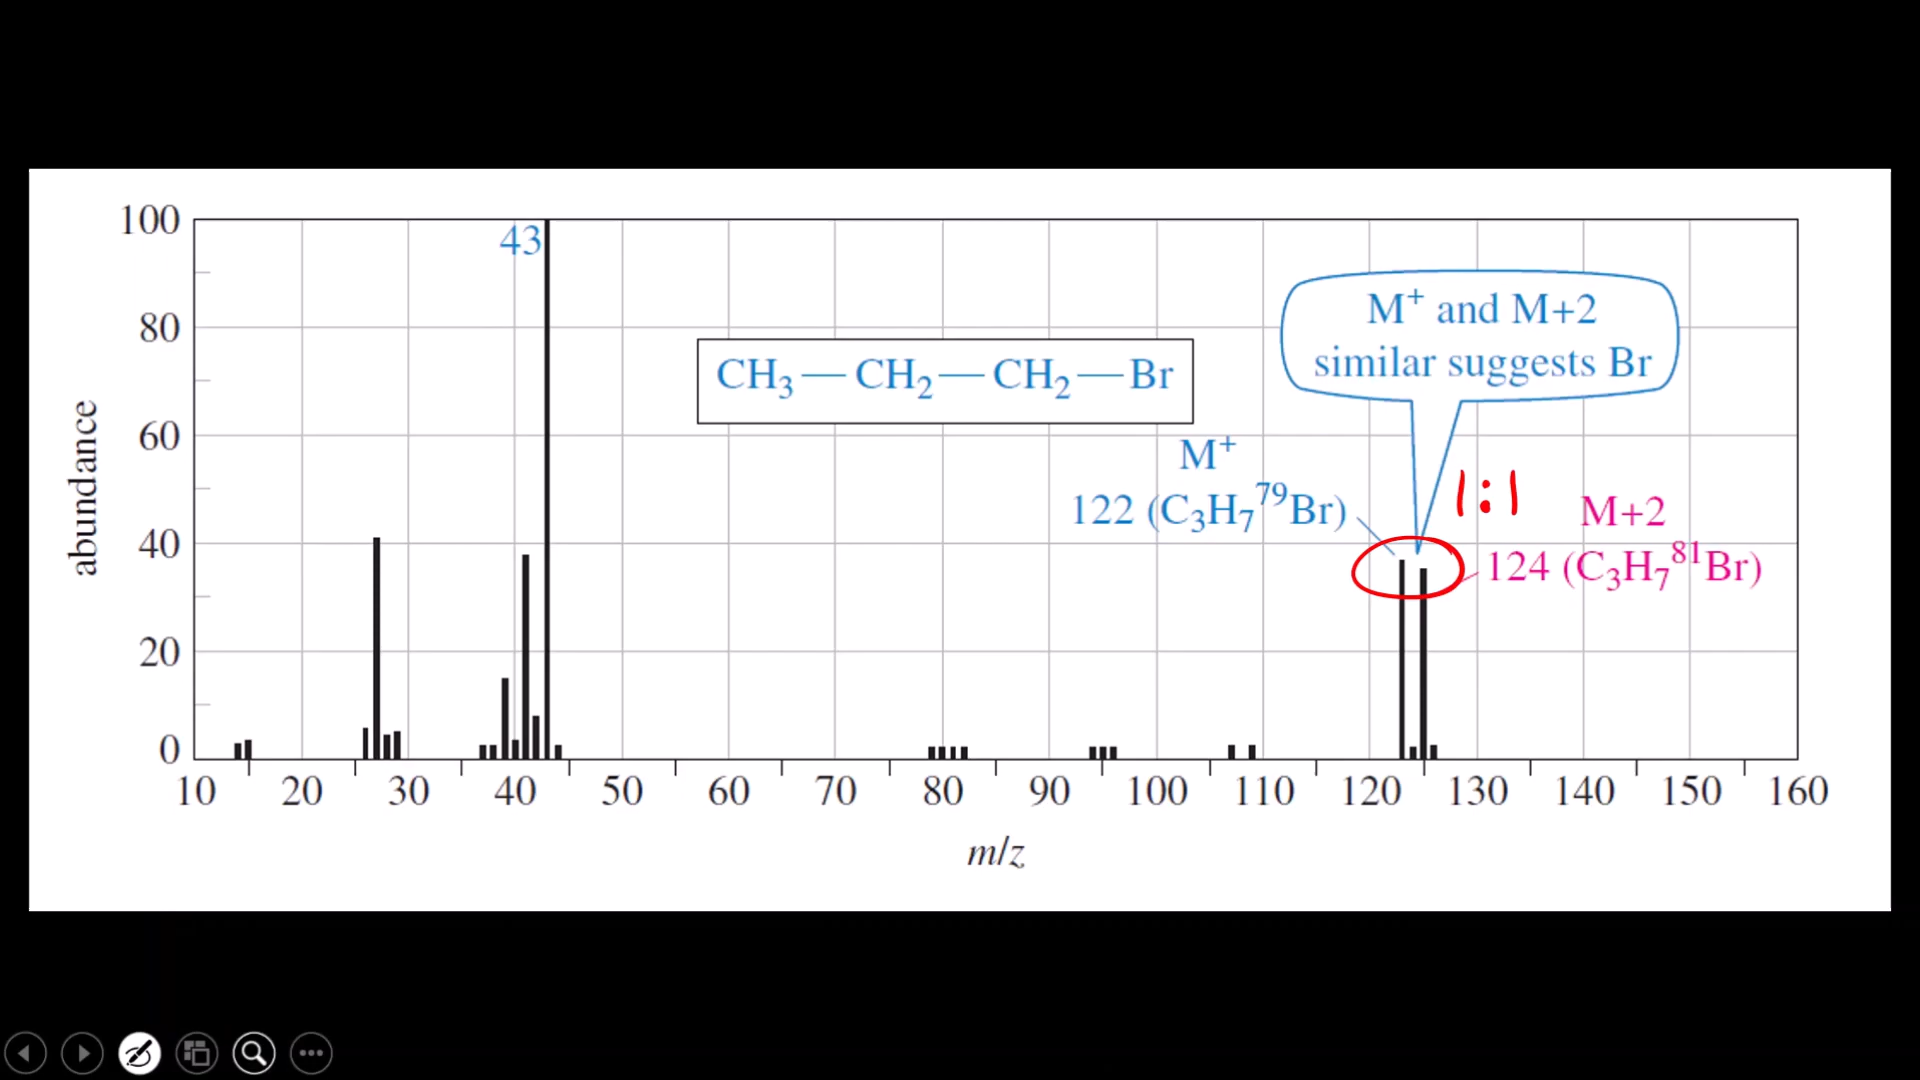 100
43
80
60
40
20
0
abundance
CH₃—CH₂—CH₂—Br
M⁺ and M+2
similar suggests Br
M⁺
122 (C₃H₇⁷⁹Br)
1:1
M+2
124 (C₃H₇⁸¹Br)
10 20 30 40 50 60 70 80 90 100 110 120 130 140 150 160
m/z